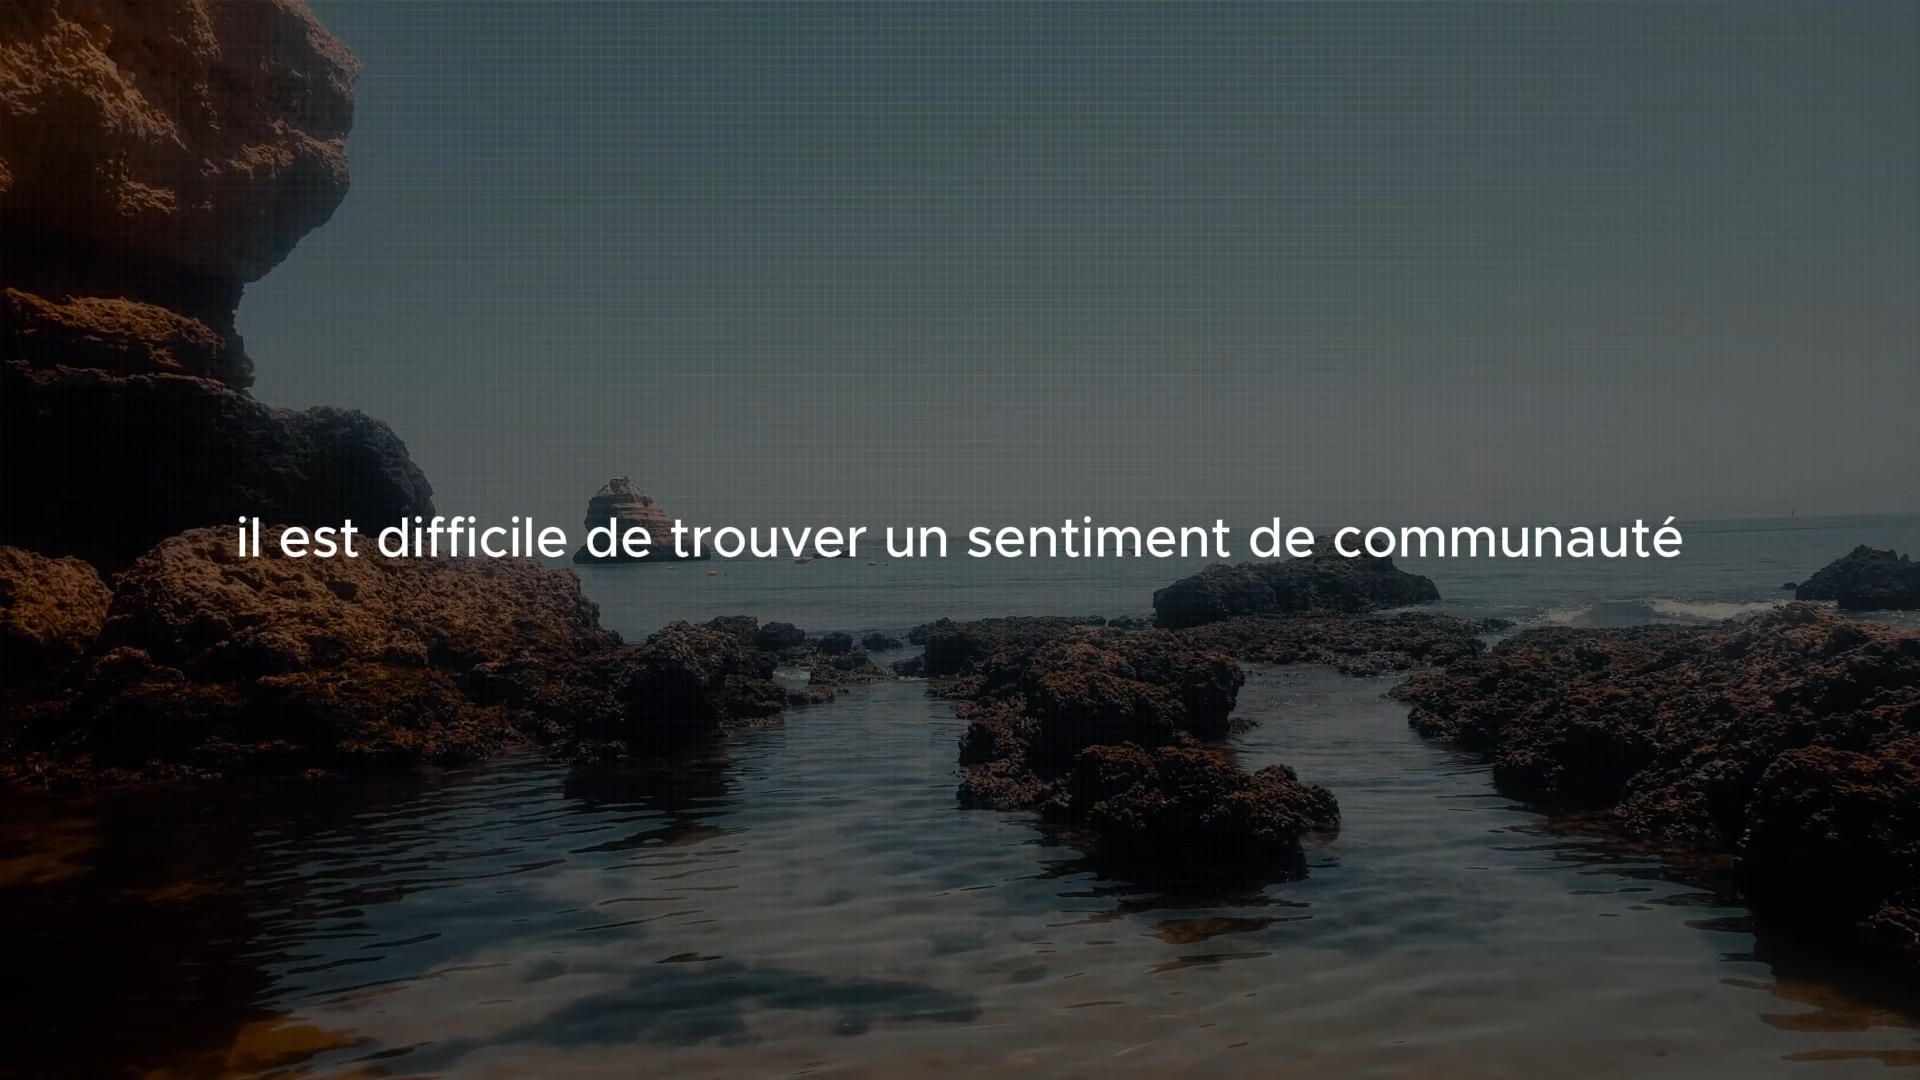 il est difficile de trouver un sentiment de communauté